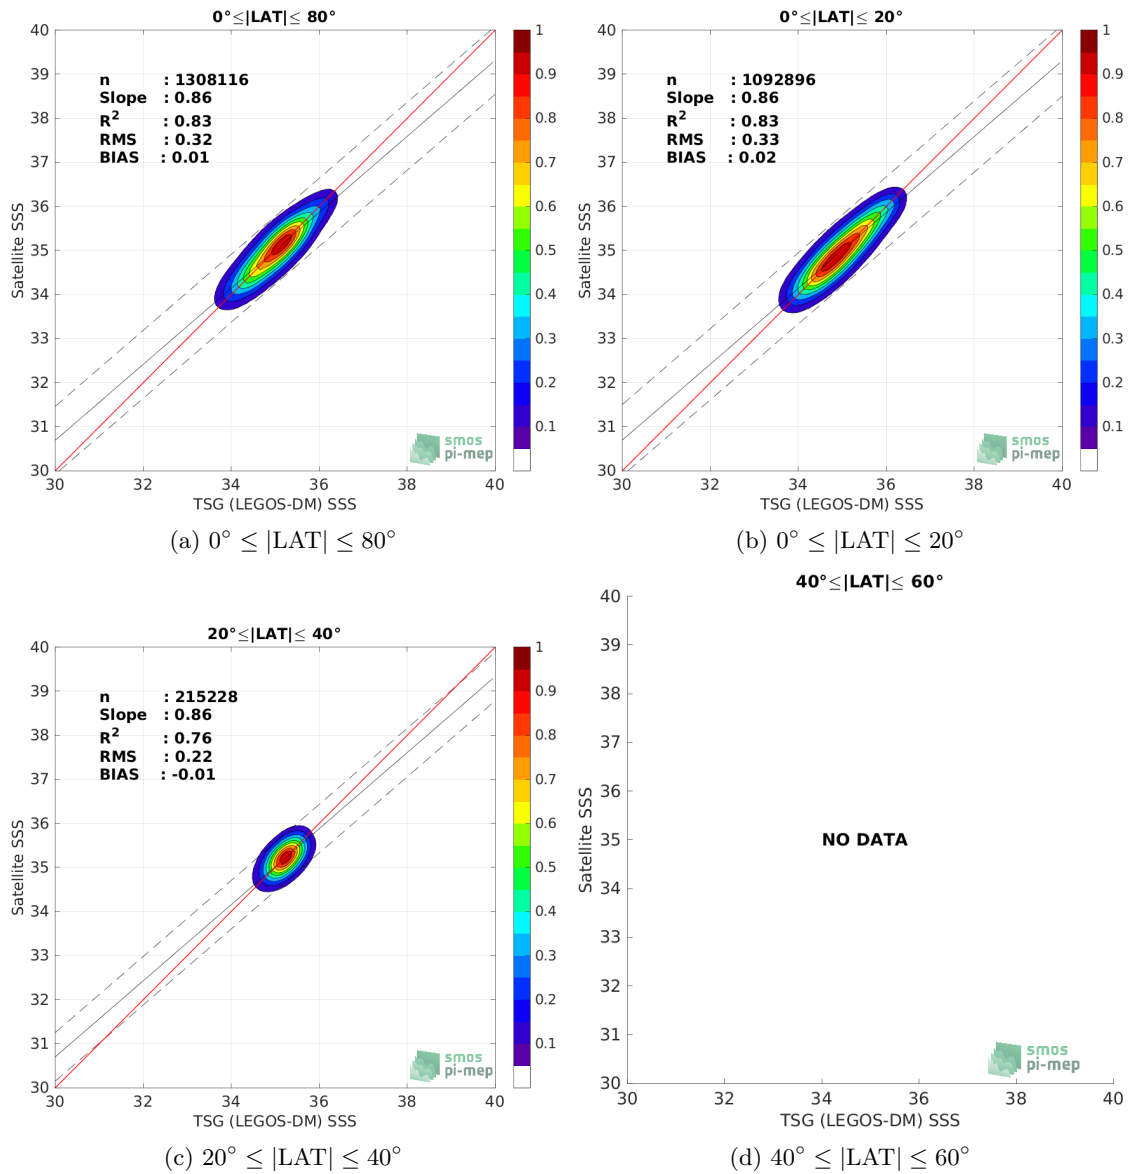 0°≤|LAT|≤ 80°
40
39
38
37
36
35
34
33
32
31
30
Satellite SSS
n : 1308116
Slope : 0.86
R2 : 0.83
RMS : 0.32
BIAS : 0.01
smos
pi-mep
30 32 34 36 38 40
TSG (LEGOS-DM) SSS
1
0.9
0.8
0.7
0.6
0.5
0.4
0.3
0.2
0.1
(a) 0° ≤ |LAT| ≤ 80°
0°≤|LAT|≤ 20°
40
39
38
37
36
35
34
33
32
31
30
Satellite SSS
n : 1092896
Slope : 0.86
R2 : 0.83
RMS : 0.33
BIAS : 0.02
smos
pi-mep
30 32 34 36 38 40
TSG (LEGOS-DM) SSS
1
0.9
0.8
0.7
0.6
0.5
0.4
0.3
0.2
0.1
(b) 0° ≤ |LAT| ≤ 20°
20°≤|LAT|≤ 40°
40
39
38
37
36
35
34
33
32
31
30
Satellite SSS
n : 215228
Slope : 0.86
R2 : 0.76
RMS : 0.22
BIAS : -0.01
smos
pi-mep
30 32 34 36 38 40
TSG (LEGOS-DM) SSS
1
0.9
0.8
0.7
0.6
0.5
0.4
0.3
0.2
0.1
(c) 20° ≤ |LAT| ≤ 40°
40°≤|LAT|≤ 60°
40
39
38
37
36
35
34
33
32
31
30
Satellite SSS
NO DATA
smos
pi-mep
30 32 34 36 38 40
TSG (LEGOS-DM) SSS
(d) 40° ≤ |LAT| ≤ 60°